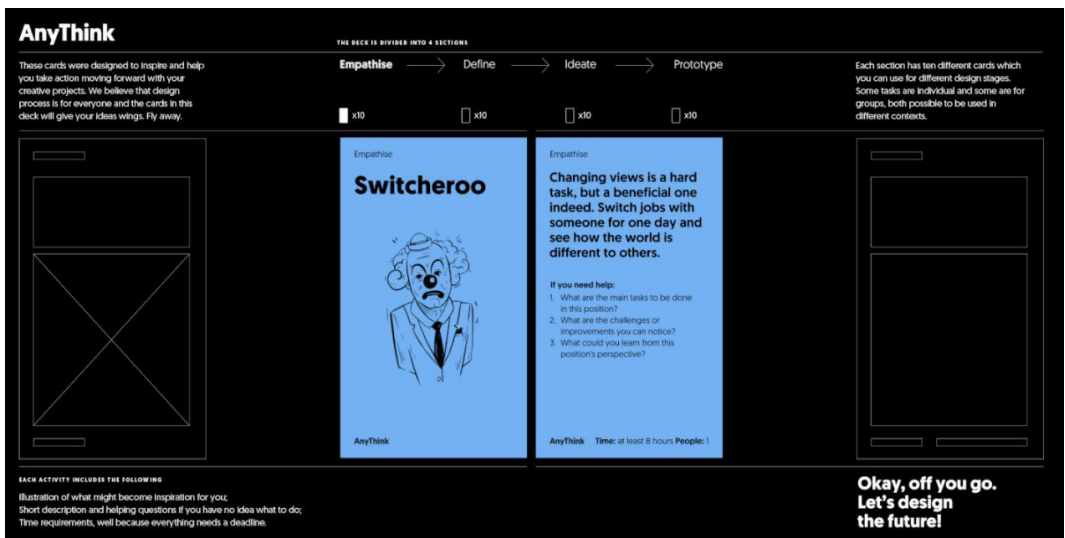 AnyThink
THE DECK IS DIVIDED INTO 4 SECTIONS
These cards were designed to inspire and help
you take action moving forward with your
creative projects. We believe that design
process is for everyone and the cards in this
deck will give your ideas wings. Fly away.
Empathise
Define
Ideate
Prototype
x10
x10
x10
x10
Each section has ten different cards which
you can use for different design stages.
Some tasks are individual and some are for
groups, both possible to be used in
different contexts.
Empathise
Switcheroo
AnyThink
Empathise
Changing views is a hard
task, but a beneficial one
indeed. Switch jobs with
someone for one day and
see how the world is
different to others.
If you need help:
1. What are the main tasks to be done
in this position?
2. What are the challenges or
improvements you can notice?
3. What could you learn from this
position's perspective?
AnyThink Time: at least 8 hours People: 1
EACH ACTIVITY INCLUDES THE FOLLOWING
Illustration of what might become inspiration for you;
Short description and helping questions if you have no idea what to do;
Time requirements, well because everything needs a deadline.
Okay, off you go.
Let's design
the future!